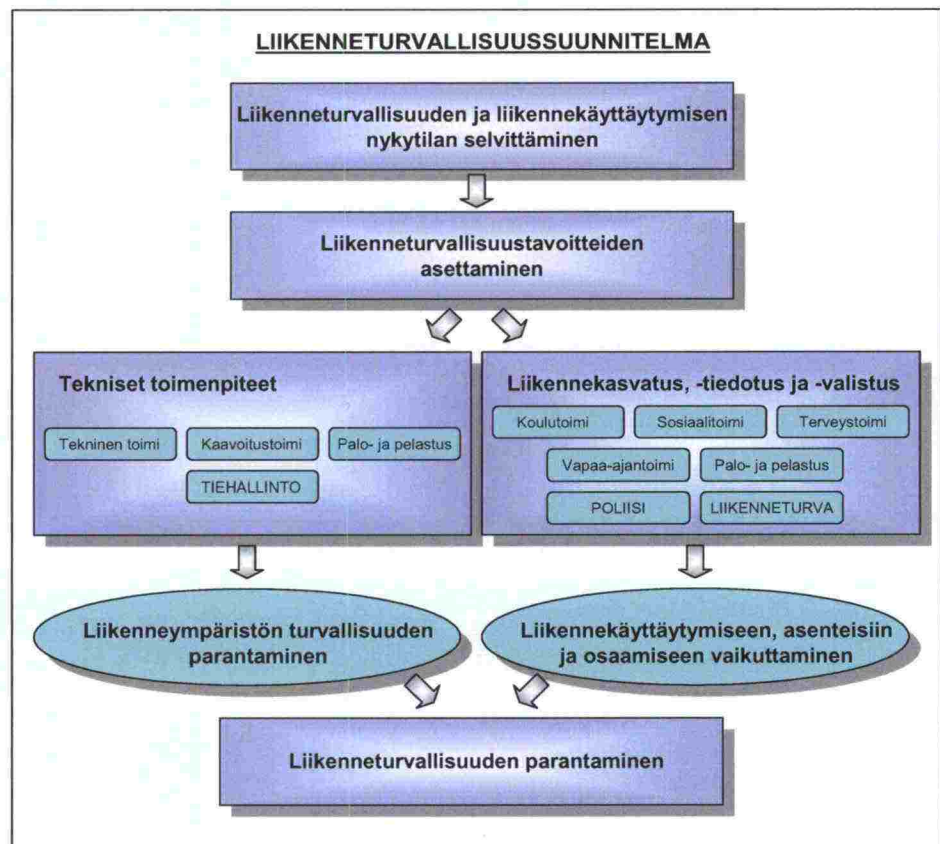 LIIKENNETURVALLISUUSSUUNNITELMA
Liikenneturvallisuuden ja liikennekäyttäytymisen
nykytilan selvittäminen
Liikenneturvallisuustavoitteiden
asettaminen
Tekniset toimenpiteet
Tekninen toimi
Kaavoitustoimi
Palo- ja pelastus
TIEHALLINTO
Liikennekasvatus, -tiedotus ja -valistus
Koulutoimi
Sosiaalitoimi
Terveystoimi
Vapaa-ajantoimi
Palo- ja pelastus
POLIISI
LIIKENNETURVA
Liikenneympäristön turvallisuuden
parantaminen
Liikennekäyttäytymiseen, asenteisiin
ja osaamiseen vaikuttaminen
Liikenneturvallisuuden parantaminen